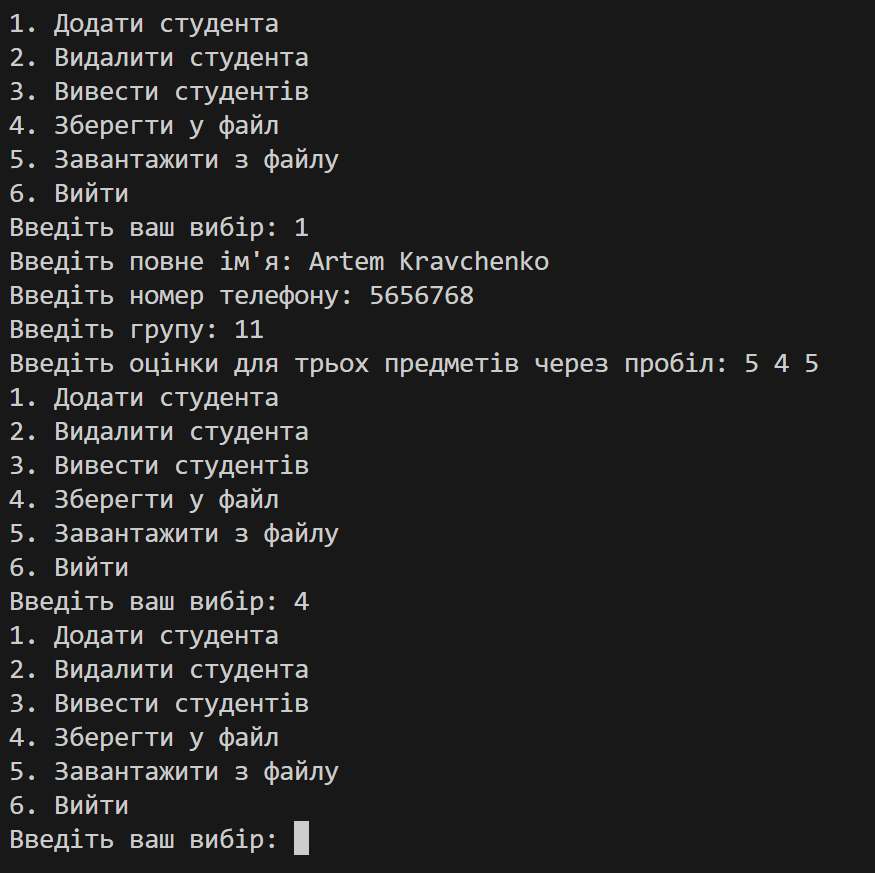 1. Додати студента
2. Видалити студента
3. Вивести студентів
4. Зберегти у файл
5. Завантажити з файлу
6. Вийти
Введіть ваш вибір: 1
Введіть повне ім'я: Artem Kravchenko
Введіть номер телефону: 5656768
Введіть групу: 11
Введіть оцінки для трьох предметів через пробіл: 5 4 5
1. Додати студента
2. Видалити студента
3. Вивести студентів
4. Зберегти у файл
5. Завантажити з файлу
6. Вийти
Введіть ваш вибір: 4
1. Додати студента
2. Видалити студента
3. Вивести студентів
4. Зберегти у файл
5. Завантажити з файлу
6. Вийти
Введіть ваш вибір: